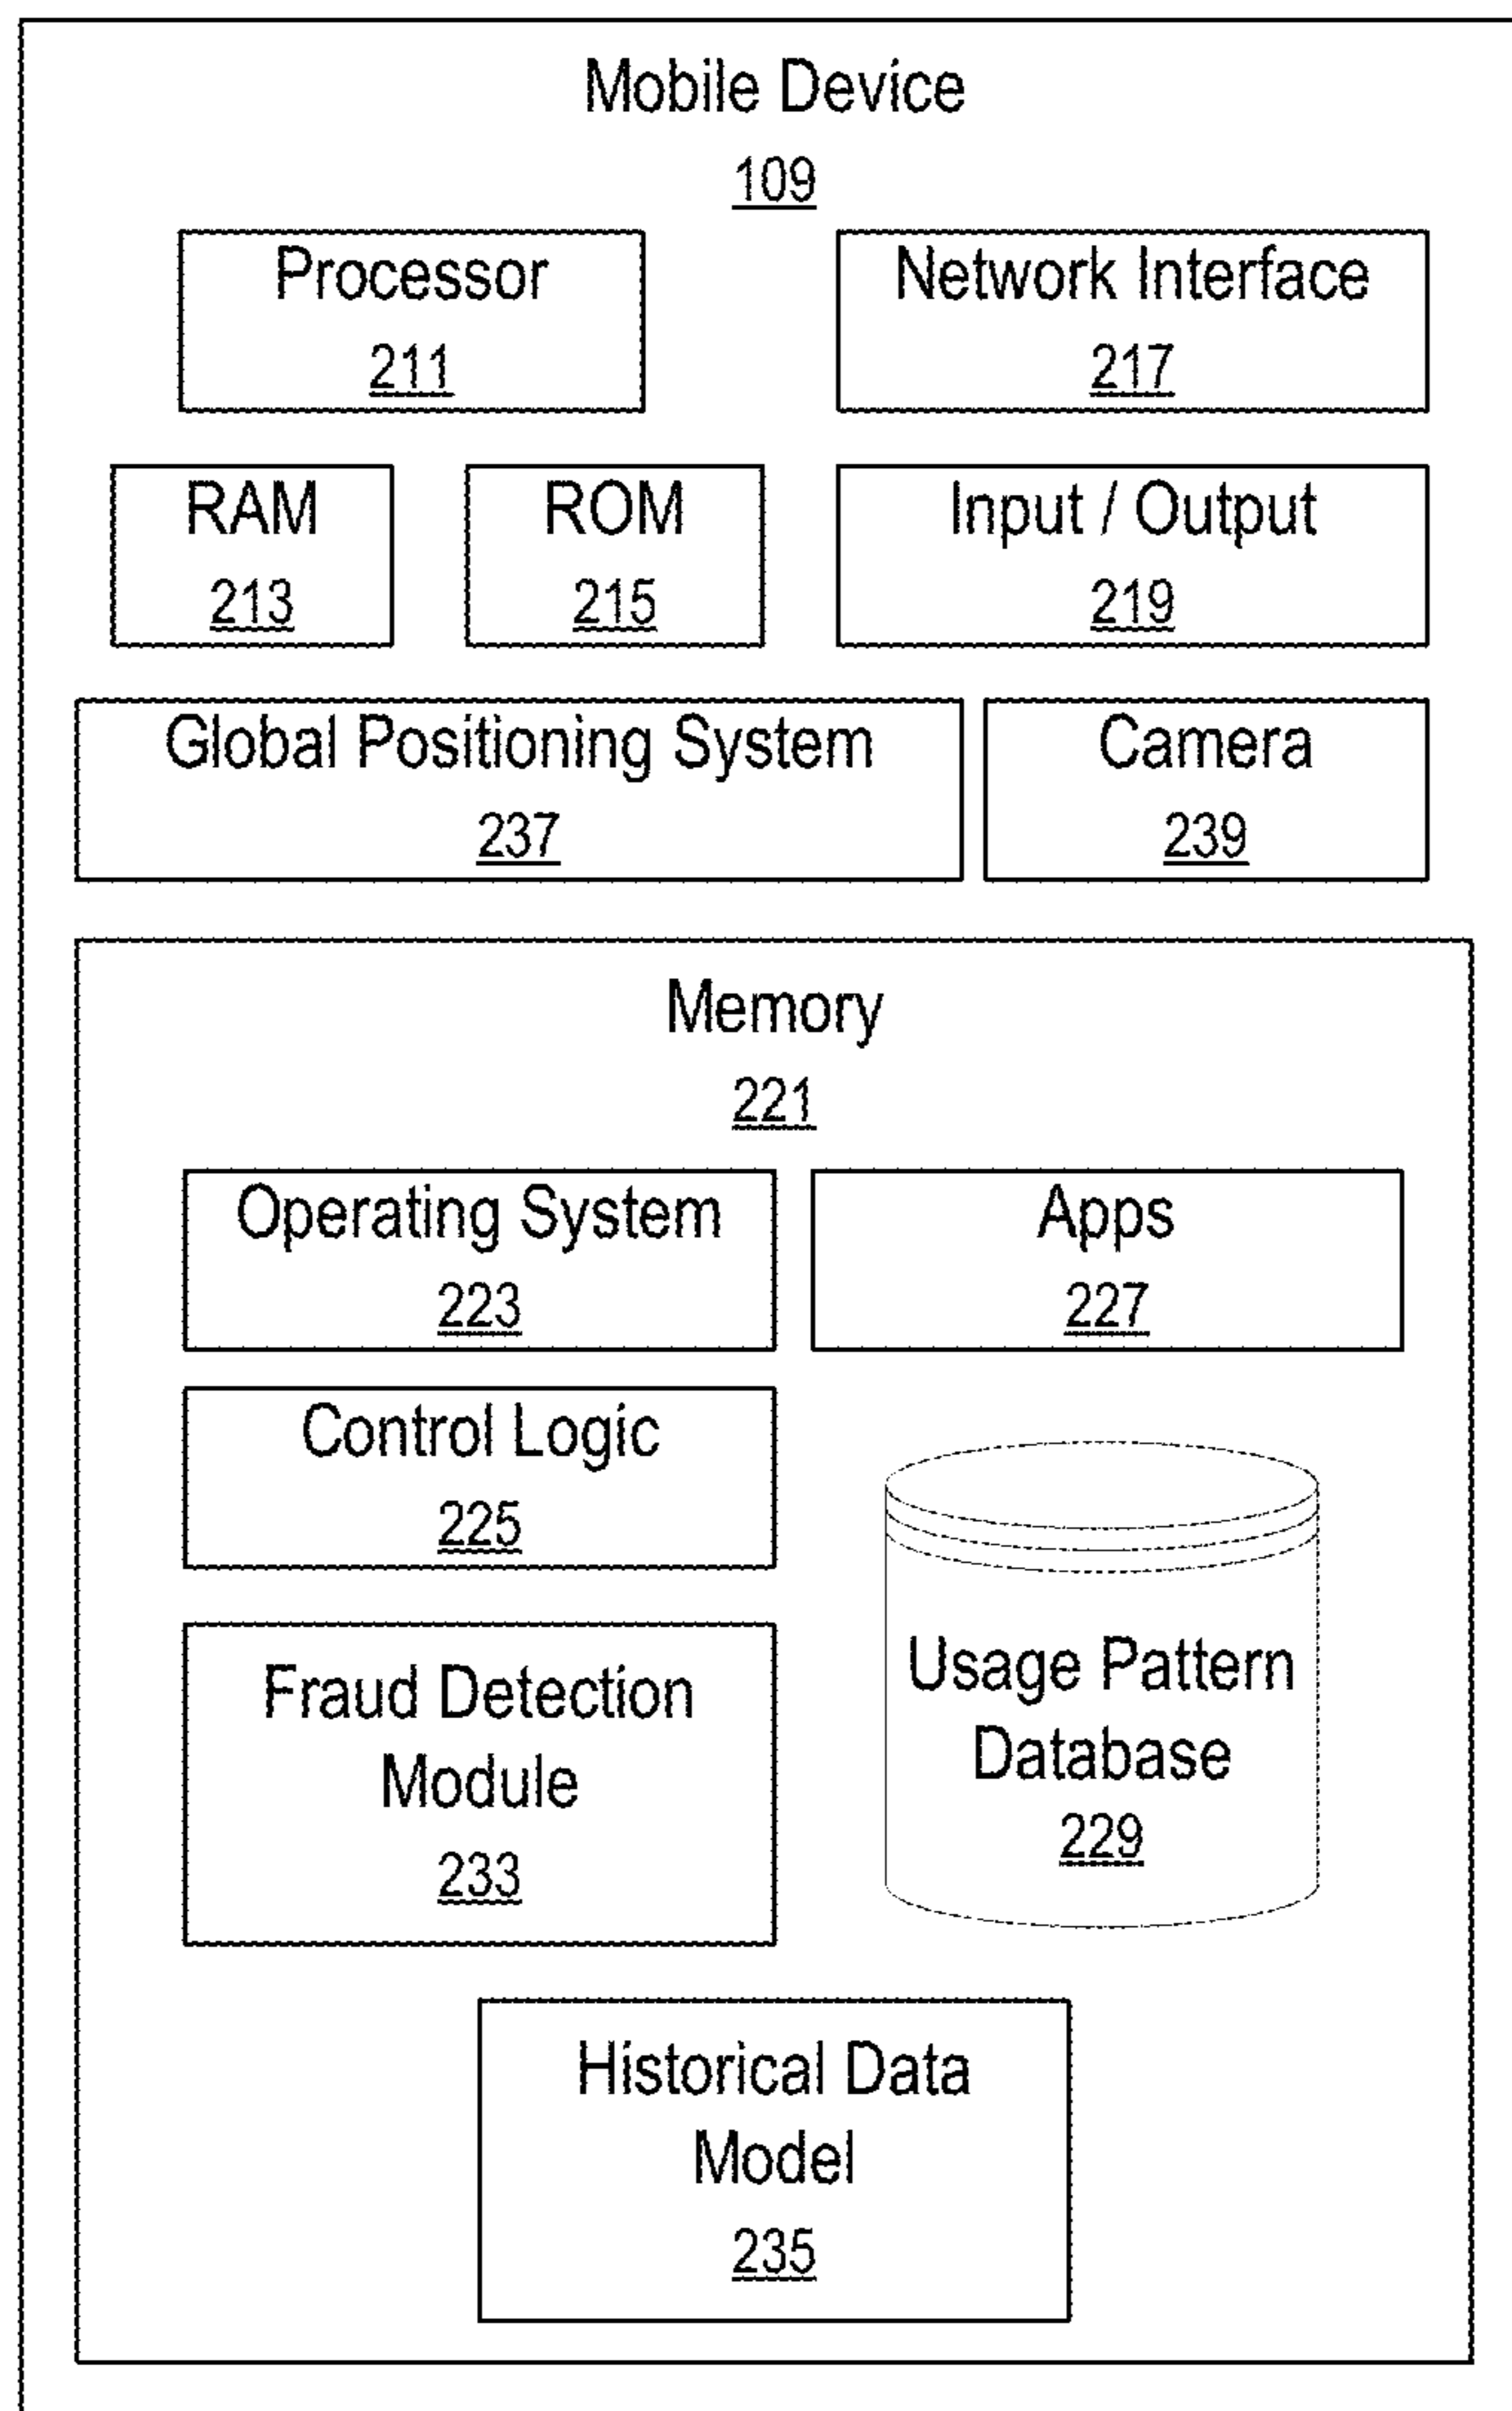 Mobile Device
109
Processor
211
Network Interface
217
RAM
213
ROM
215
Input / Output
219
Global Positioning System
237
Camera
239
Memory
221
Operating System
223
Apps
227
Control Logic
225
Fraud Detection
Module
233
Usage Pattern
Database
229
Historical Data
Model
235